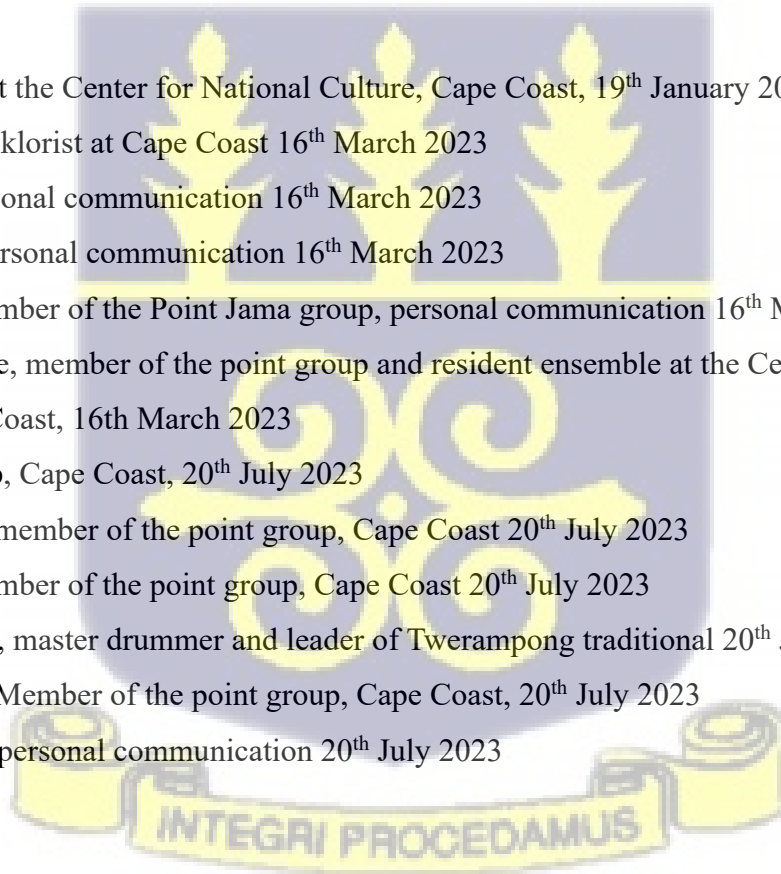 t the Center for National Culture, Cape Coast, 19th January 20
klorist at Cape Coast 16th March 2023
onal communication 16th March 2023
rsonal communication 16th March 2023
mber of the Point Jama group, personal communication 16th M
e, member of the point group and resident ensemble at the Ce
Coast, 16th March 2023
, Cape Coast, 20th July 2023
member of the point group, Cape Coast 20th July 2023
mber of the point group, Cape Coast 20th July 2023
, master drummer and leader of Twerampong traditional 20th
Member of the point group, Cape Coast, 20th July 2023
personal communication 20th July 2023
INTEGRI PROCEDAMUS